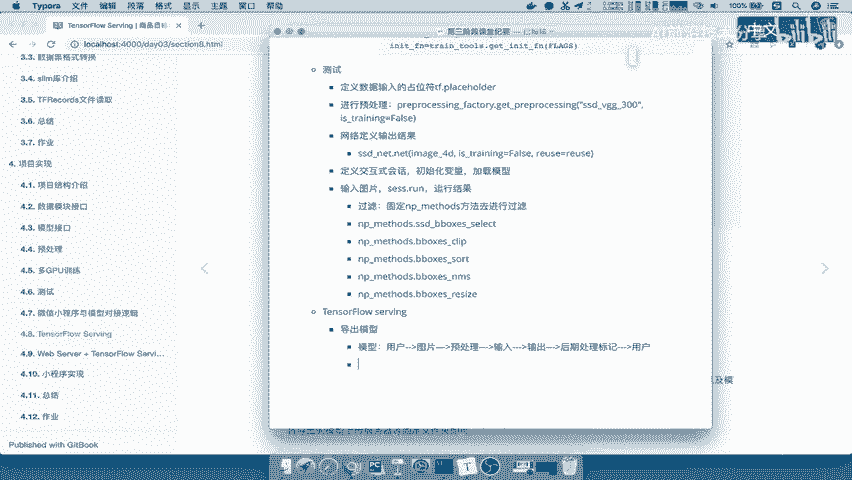 Typora 文件 编辑 段落 格式 显示 主题 窗口 帮助
100%
TensorFlow Serving | 商品目标
localhost:4000/day03/section8.html
第三阶段课堂纪要
中
3.3. 数据集格式转换
3.4. slim库介绍
3.5. TFRecords文件读取
3.6. 总结
3.7. 作业
4. 项目实现
4.1. 项目结构介绍
4.2. 数据模块接口
4.3. 模型接口
4.4. 预处理
4.5. 多GPU训练
4.6. 测试
4.7. 微信小程序与模型对接逻辑
4.8. TensorFlow Serving
4.9. Web Server + TensorFlow Servi...
4.10. 小程序实现
4.11. 总结
4.12. 作业
Published with GitBook
init_fn=train_tools.get_init_fn(FLAGS)
测试
定义数据输入的占位符tf.placeholder
进行预处理：preprocessing_factory.get_preprocessing("ssd_vgg_300",
is_training=False)
网络定义输出结果
ssd_net.net(image_4d, is_training=False, reuse=reuse)
定义交互式会话，初始化变量，加载模型
输入图片，sess.run，运行结果
过滤：固定np_methods方法去进行过滤
np_methods.ssd_bboxes_select
np_methods.bboxes_clip
np_methods.bboxes_sort
np_methods.bboxes_nms
np_methods.bboxes_resize
TensorFlow serving
导出模型
模型：用户-->图片—>预处理—>输入--->输出—>后期处理标记--->用户
及模